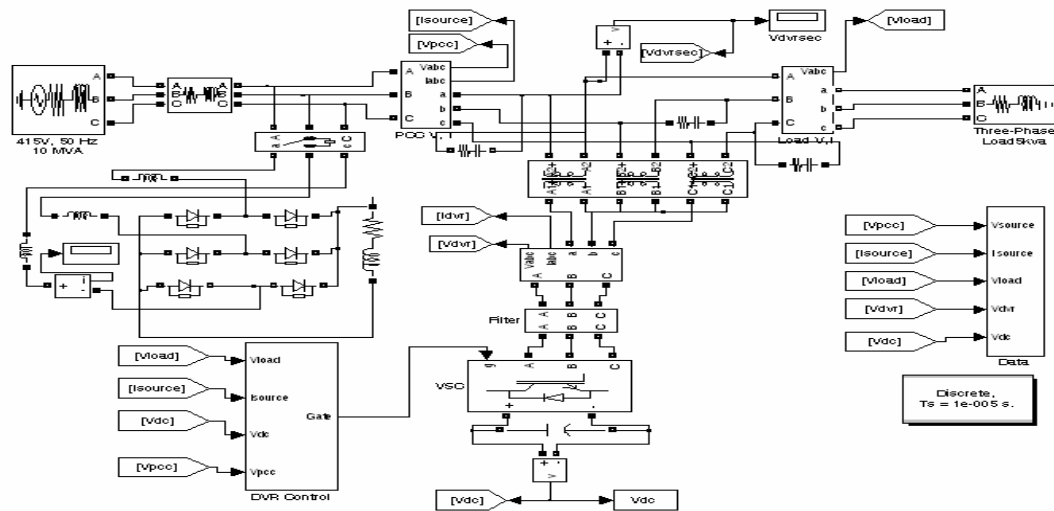 [Isource]
[Vpcc]
Vabc
Iabc
A
B
C
a
b
c
PCC V, I
415V, 50 Hz
10 MVA
A
B
C
A
B
C
A
B
C
a A
c C
v
+ -
Vdvrsec
[Vdvrsec]
[Vload]
Vabc
A
B
C
a
b
c
Load V,I
A
B
C
Three-Phase
Load5kva
[Idvr]
[Vdvr]
Vabc
Iabc
a
b
c
A
B
C
Filter
A
B
C
A
B
C
VSC
g
A
B
C
+
-
+ -
v
[Vdc]
Vdc
i
+ -
[Vload]
[Isource]
[Vdc]
[Vpcc]
Vload
Isource
Vdc
Vpcc
Gate
DVR Control
[Vpcc]
[Isource]
[Vload]
[Vdvr]
[Vdc]
Vsource
Isource
Vload
Vdvr
Vdc
Data
Discrete,
Ts = 1e-005 s.